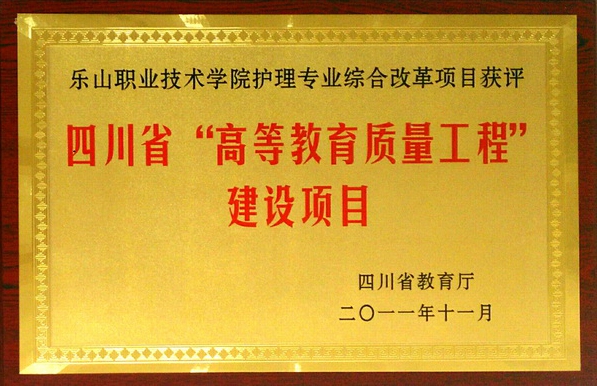 乐山职业技术学院护理专业综合改革项目获评
四川省“高等教育质量工程”
建设项目
四川省教育厅
二〇一一年十一月